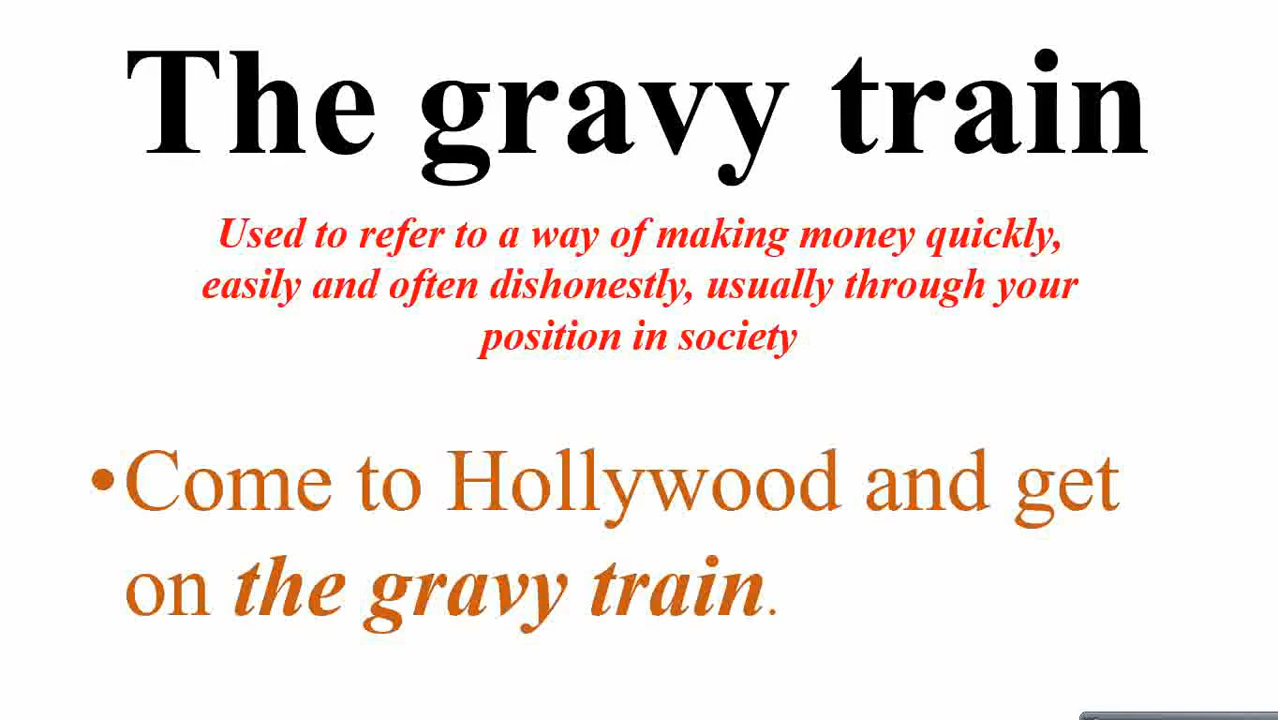 The gravy train
Used to refer to a way of making money quickly,
easily and often dishonestly, usually through your
position in society
•Come to Hollywood and get
on the gravy train.